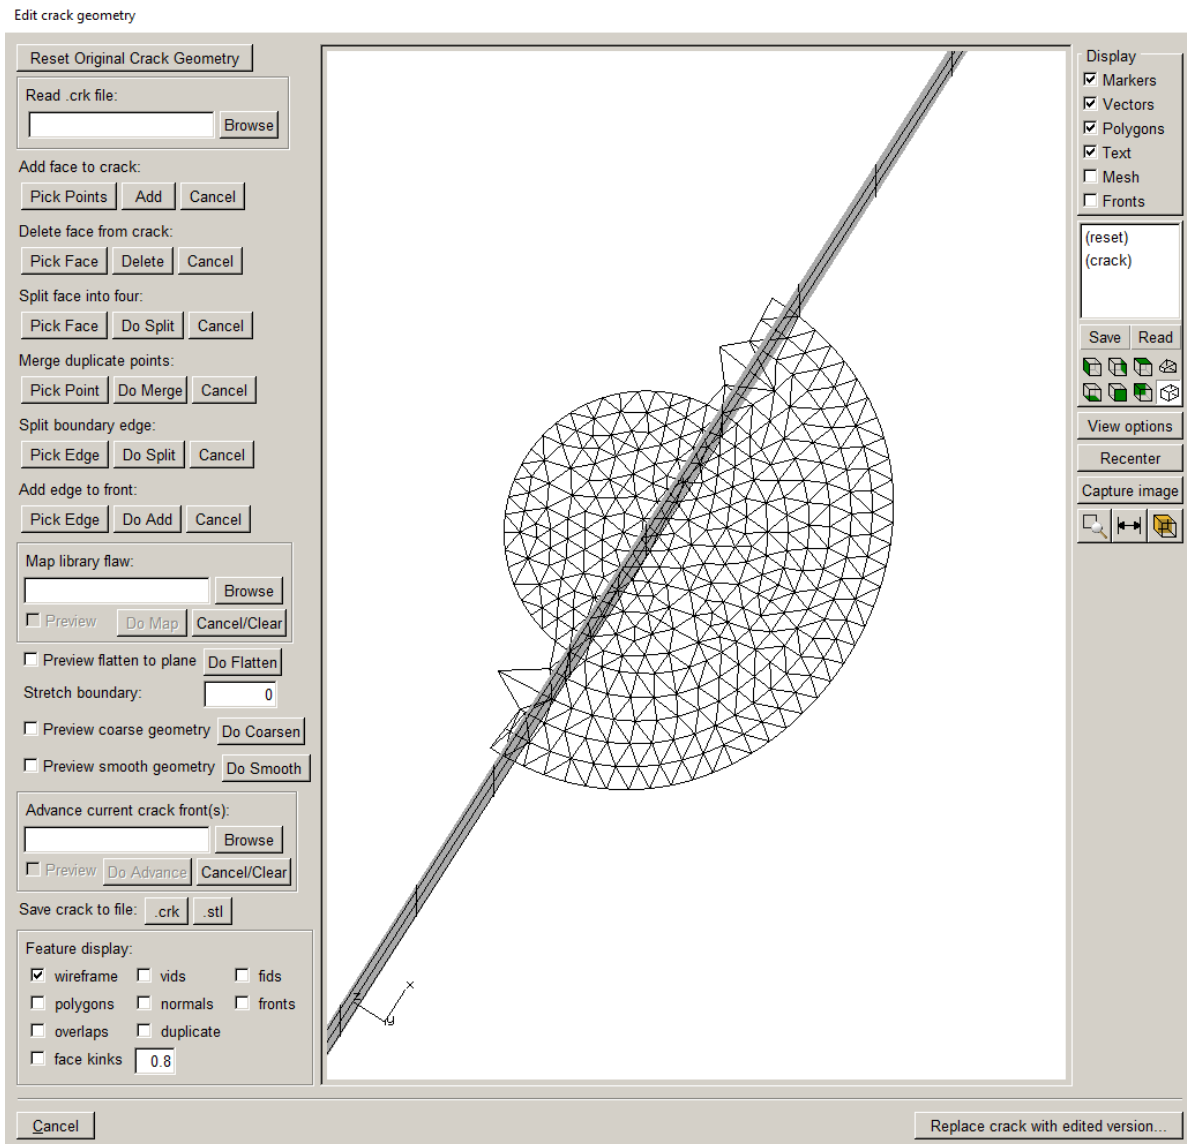 Edit crack geometry
Reset Original Crack Geometry
Read .crk file:
Browse
Add face to crack:
Pick Points Add Cancel
Delete face from crack:
Pick Face Delete Cancel
Split face into four:
Pick Face Do Split Cancel
Merge duplicate points:
Pick Point Do Merge Cancel
Split boundary edge:
Pick Edge Do Split Cancel
Add edge to front:
Pick Edge Do Add Cancel
Map library flaw:
Browse
Preview Do Map Cancel/Clear
Preview flatten to plane Do Flatten
Stretch boundary: 0
Preview coarse geometry Do Coarsen
Preview smooth geometry Do Smooth
Advance current crack front(s):
Browse
Preview Do Advance Cancel/Clear
Save crack to file: .crk .stl
Feature display:
wireframe vids fids
polygons normals fronts
overlaps duplicate
face kinks 0.8
z x
y
Display
Markers
Vectors
Polygons
Text
Mesh
Fronts
(reset)
(crack)
Save Read
View options
Recenter
Capture image
Cancel Replace crack with edited version...